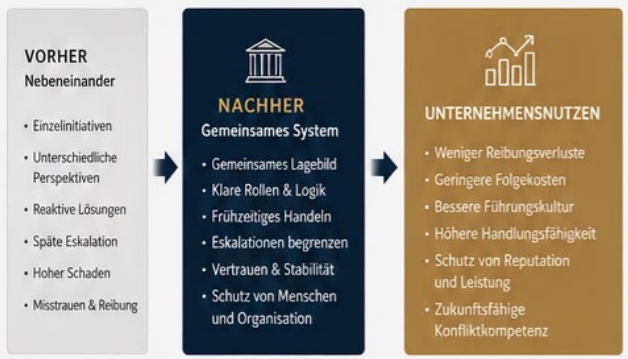 VORHER
Nebeneinander
• Einzelinitiativen
• Unterschiedliche
Perspektiven
• Reaktive Lösungen
• Späte Eskalation
• Hoher Schaden
• Misstrauen & Reibung
NACHHER
Gemeinsames System
• Gemeinsames Lagebild
• Klare Rollen & Logik
• Frühzeitiges Handeln
• Eskalationen begrenzen
• Vertrauen & Stabilität
• Schutz von Menschen
und Organisation
UNTERNEHMENSNUTZEN
• Weniger Reibungsverluste
• Geringere Folgekosten
• Bessere Führungskultur
• Höhere Handlungsfähigkeit
• Schutz von Reputation
und Leistung
• Zukunftsfähige
Konfliktkompetenz